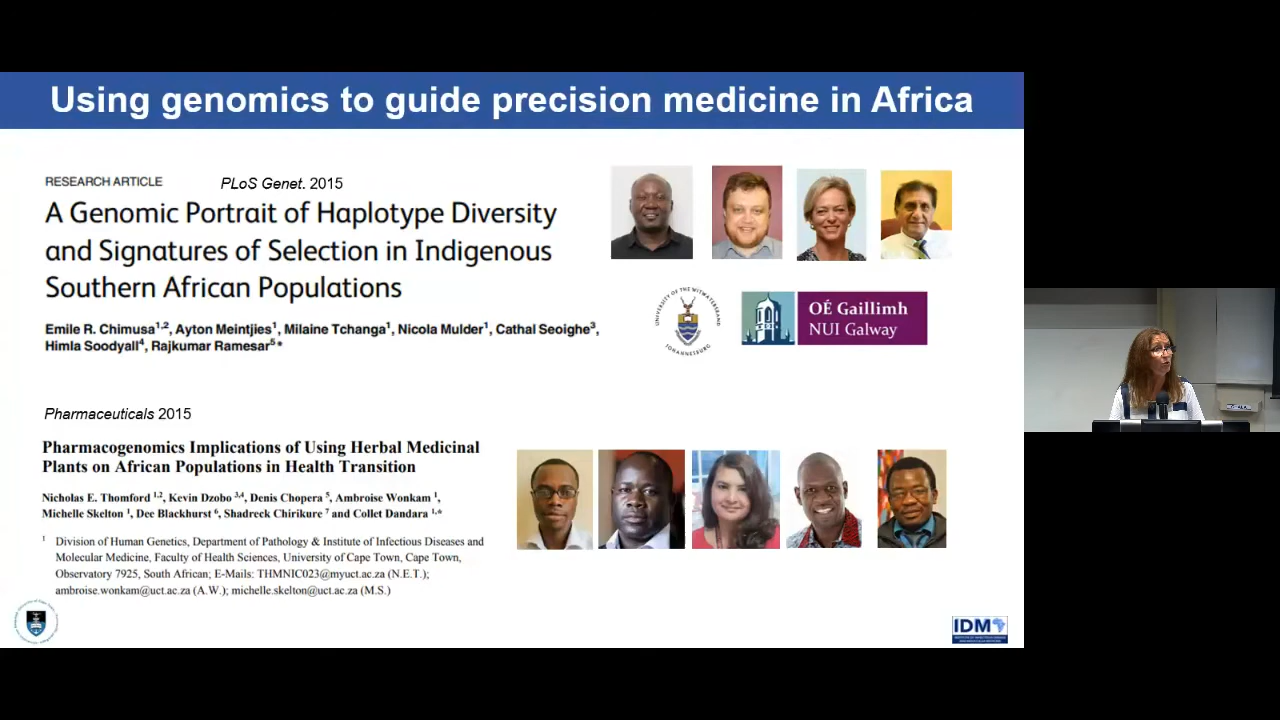 Using genomics to guide precision medicine in Africa
RESEARCH ARTICLE
PLoS Genet. 2015
A Genomic Portrait of Haplotype Diversity
and Signatures of Selection in Indigenous
Southern African Populations
Emile R. Chimusa1,2, Ayton Meintjies1, Milaine Tchanga1, Nicola Mulder1, Cathal Seoighe3,
Himla Soodyall4, Rajkumar Ramesar5*
UNIVERSITY OF THE WITWATERSRAND
JOHANNESBURG
OÉ Gaillimh
NUI Galway
Pharmaceuticals 2015
Pharmacogenomics Implications of Using Herbal Medicinal
Plants on African Populations in Health Transition
Nicholas E. Thomford 1,2, Kevin Dzobo 3,4, Denis Chopera 5, Ambroise Wonkam 1,
Michelle Skelton 1, Dee Blackhurst 6, Shadreck Chirikure 7 and Collet Dandara 1,*
1 Division of Human Genetics, Department of Pathology & Institute of Infectious Diseases and
Molecular Medicine, Faculty of Health Sciences, University of Cape Town, Cape Town,
Observatory 7925, South African; E-Mails: THMNIC023@myuct.ac.za (N.E.T.);
ambroise.wonkam@uct.ac.za (A.W.); michelle.skelton@uct.ac.za (M.S.)
IDM